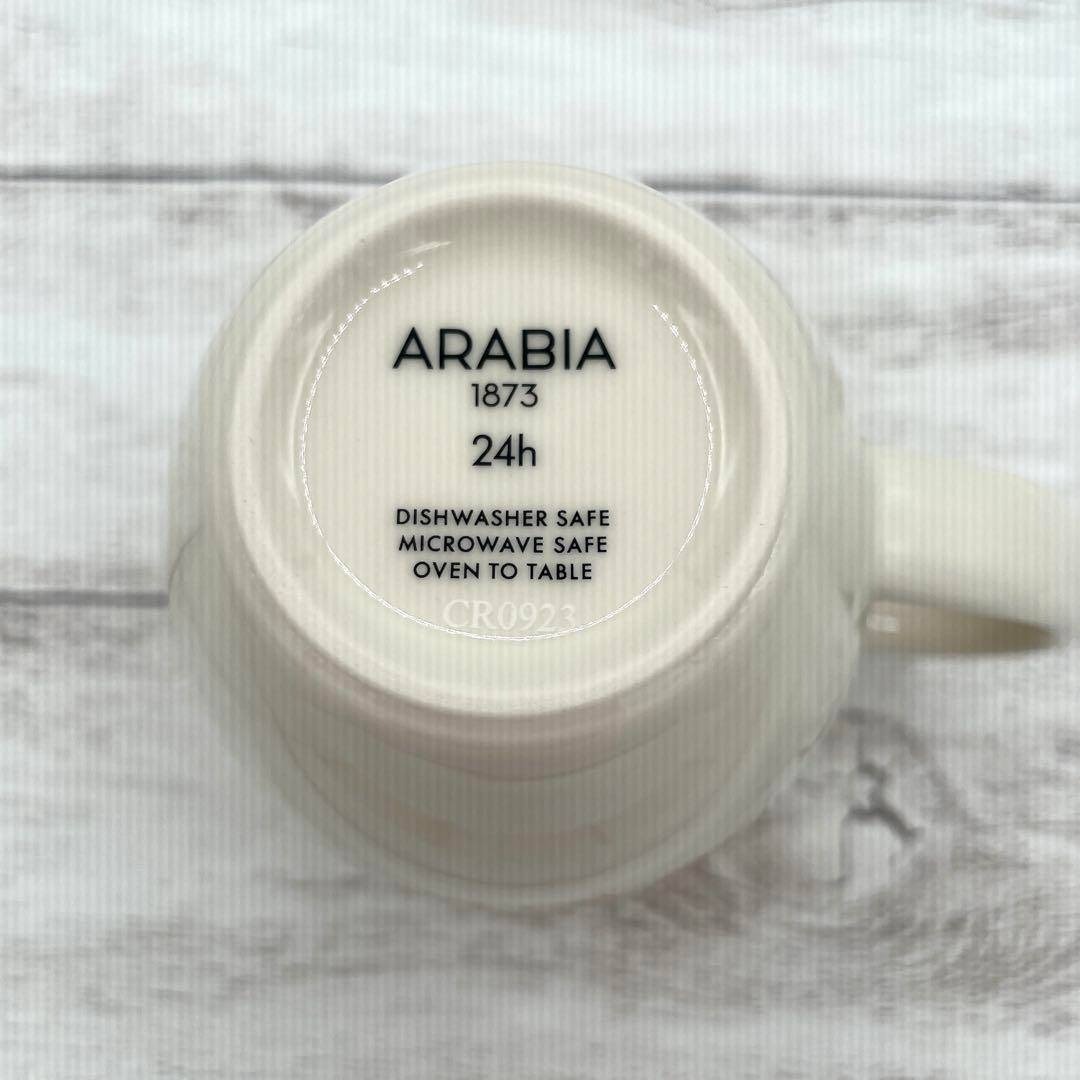 ARABIA
1873
24h
DISHWASHER SAFE
MICROWAVE SAFE
OVEN TO TABLE
CR0923